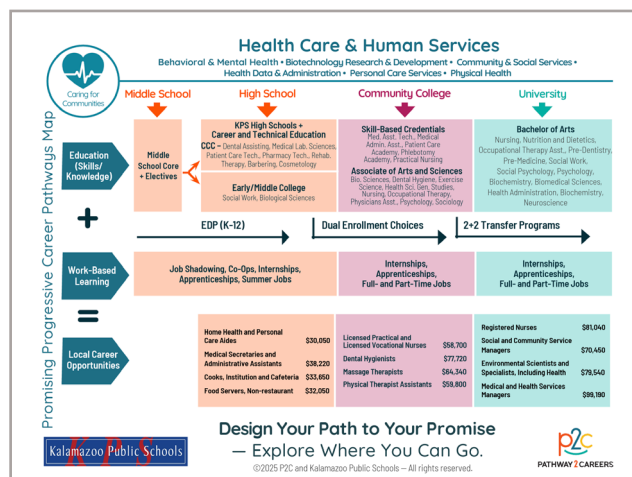 Health Care & Human Services
Behavioral & Mental Health • Biotechnology Research & Development • Community & Social Services •
Health Data & Administration • Personal Care Services • Physical Health
Caring for
Communities
Promising Progressive Career Pathways Map
Middle School
High School
Community College
University
Education
(Skills/
Knowledge)
Middle
School Core
+ Electives
KPS High Schools +
Career and Technical Education
CCC – Dental Assisting, Medical Lab. Sciences,
Patient Care Tech., Pharmacy Tech., Rehab.
Therapy, Barbering, Cosmetology
Early/Middle College
Social Work, Biological Sciences
Skill-Based Credentials
Med. Asst, Tech., Medical
Admin. Asst., Patient Care
Academy, Phlebotomy
Academy, Practical Nursing
Associate of Arts and Sciences
Bio. Sciences, Dental Hygiene, Exercise
Science, Health Sci. Gen. Studies,
Nursing, Occupational Therapy,
Physicians Asst., Psychology, Sociology
Bachelor of Arts
Nursing, Nutrition and Dietetics,
Occupational Therapy Asst., Pre-Dentistry,
Pre-Medicine, Social Work,
Social Psychology, Psychology,
Biochemistry, Biomedical Sciences,
Health Administration, Biochemistry,
Neuroscience
+
EDP (K-12)
Dual Enrollment Choices
2+2 Transfer Programs
Work-Based
Learning
Job Shadowing, Co-Ops, Internships,
Apprenticeships, Summer Jobs
Internships,
Apprenticeships,
Full- and Part-Time Jobs
Internships,
Apprenticeships,
Full- and Part-Time Jobs
=
Local Career
Opportunities
Home Health and Personal
Care Aides $30,050
Medical Secretaries and
Administrative Assistants $38,220
Cooks, Institution and Cafeteria $33,650
Food Servers, Non-restaurant $32,050
Licensed Practical and
Licensed Vocational Nurses $58,700
Dental Hygienists $77,720
Massage Therapists $64,340
Physical Therapist Assistants $59,800
Registered Nurses $81,040
Social and Community Service
Managers $70,450
Environmental Scientists and
Specialists, Including Health $79,540
Medical and Health Services
Managers $99,190
KPS
Kalamazoo Public Schools
Design Your Path to Your Promise
— Explore Where You Can Go.
©2025 P2C and Kalamazoo Public Schools — All rights reserved.
p2c
PATHWAY2CAREERS